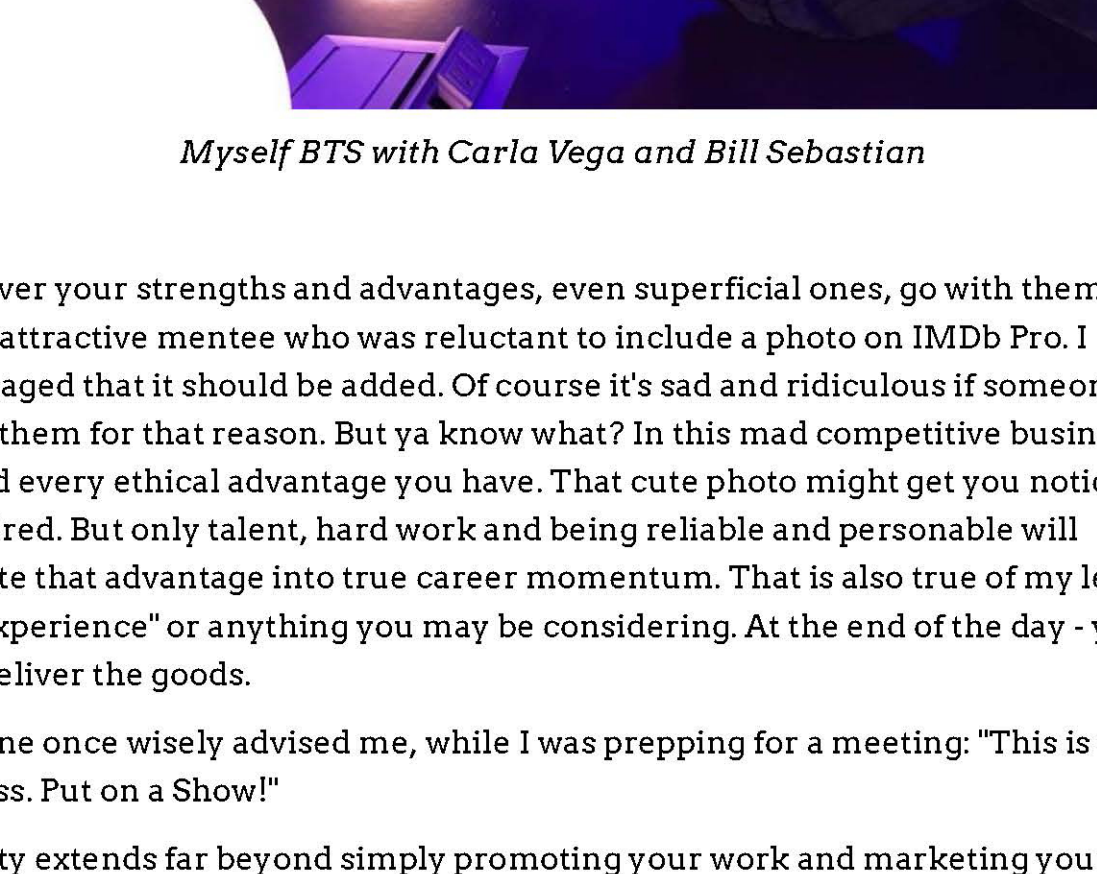 Myself BTS with Carla Vega and Bill Sebastian
ver your strengths and advantages, even superficial ones, go with them
attractive mentee who was reluctant to include a photo on IMDb Pro. I
aged that it should be added. Of course it's sad and ridiculous if someon
them for that reason. But ya know what? In this mad competitive busin
d every ethical advantage you have. That cute photo might get you notic
red. But only talent, hard work and being reliable and personable will
te that advantage into true career momentum. That is also true of my le
xperience" or anything you may be considering. At the end of the day - y
eliver the goods.
ne once wisely advised me, while I was prepping for a meeting: "This is
ss. Put on a Show!"
ty extends far beyond simply promoting your work and marketing you